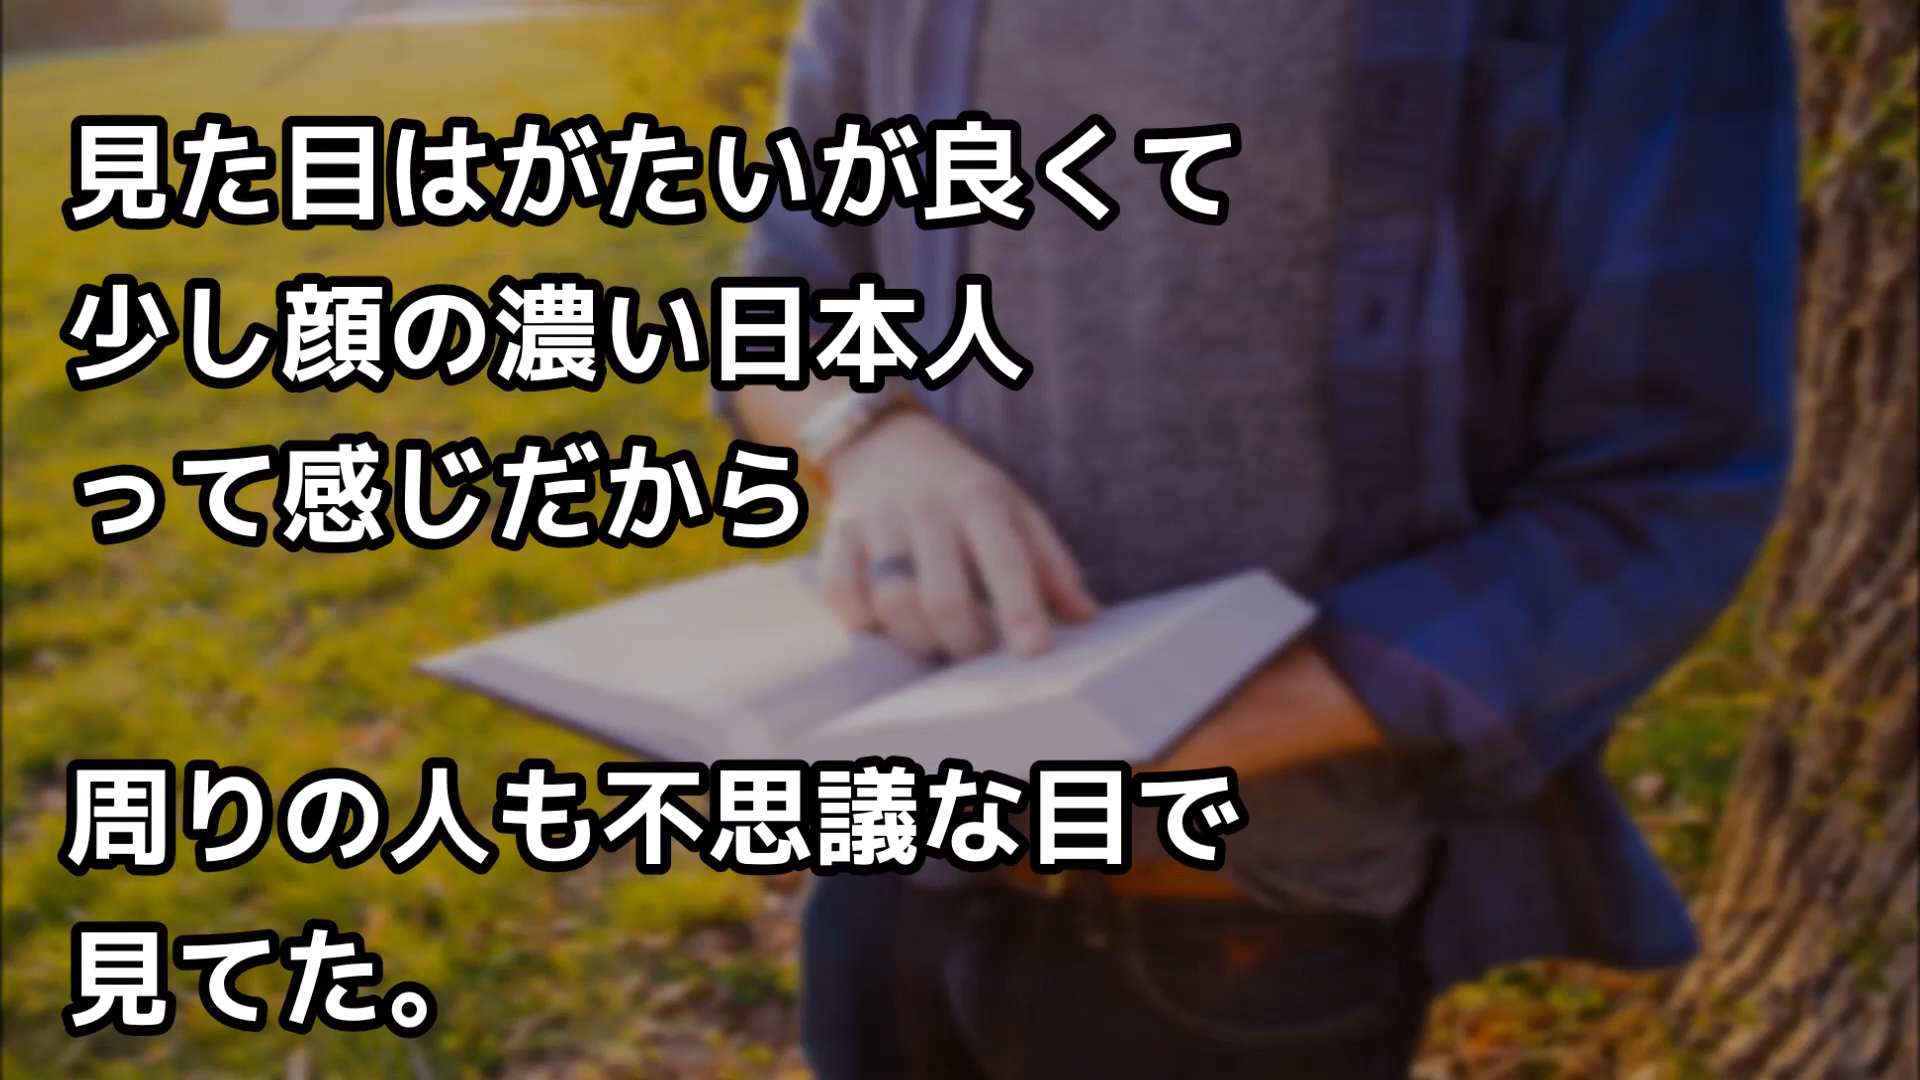 見た目はがたいが良くて
少し顔の濃い日本人
って感じだから
周りの人も不思議な目で
見てた。